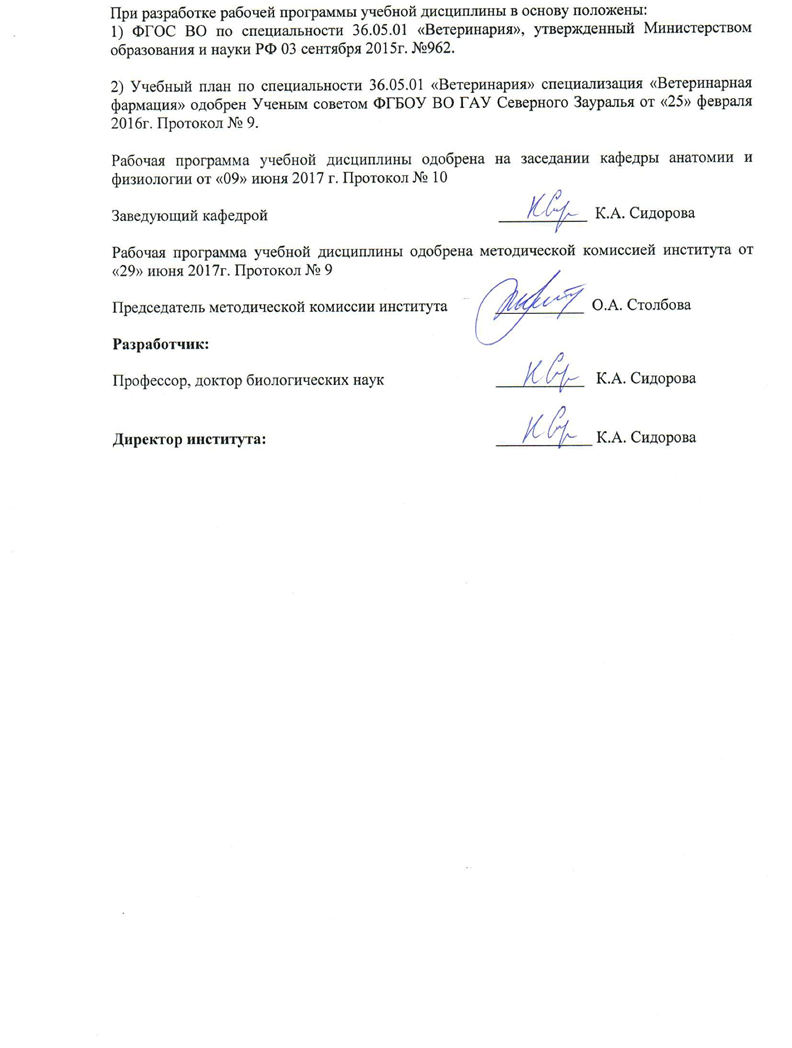 При разработке рабочей программы учебной дисциплины в основу положены:
1) ФГОС ВО по специальности 36.05.01 «Ветеринария», утвержденный Министерством
образования и науки РФ 03 сентября 2015г. №962.
2) Учебный план по специальности 36.05.01 «Ветеринария» специализация «Ветеринарная
фармация» одобрен Ученым советом ФГБОУ ВО ГАУ Северного Зауралья от «25» февраля
2016г. Протокол № 9.
Рабочая программа учебной дисциплины одобрена на заседании кафедры анатомии и
физиологии от «09» июня 2017 г. Протокол № 10
Заведующий кафедрой К.А. Сидорова
Рабочая программа учебной дисциплины одобрена методической комиссией института от
«29» июня 2017г. Протокол № 9
Председатель методической комиссии института О.А. Столбова
Разработчик:
Профессор, доктор биологических наук К.А. Сидорова
Директор института: К.А. Сидорова